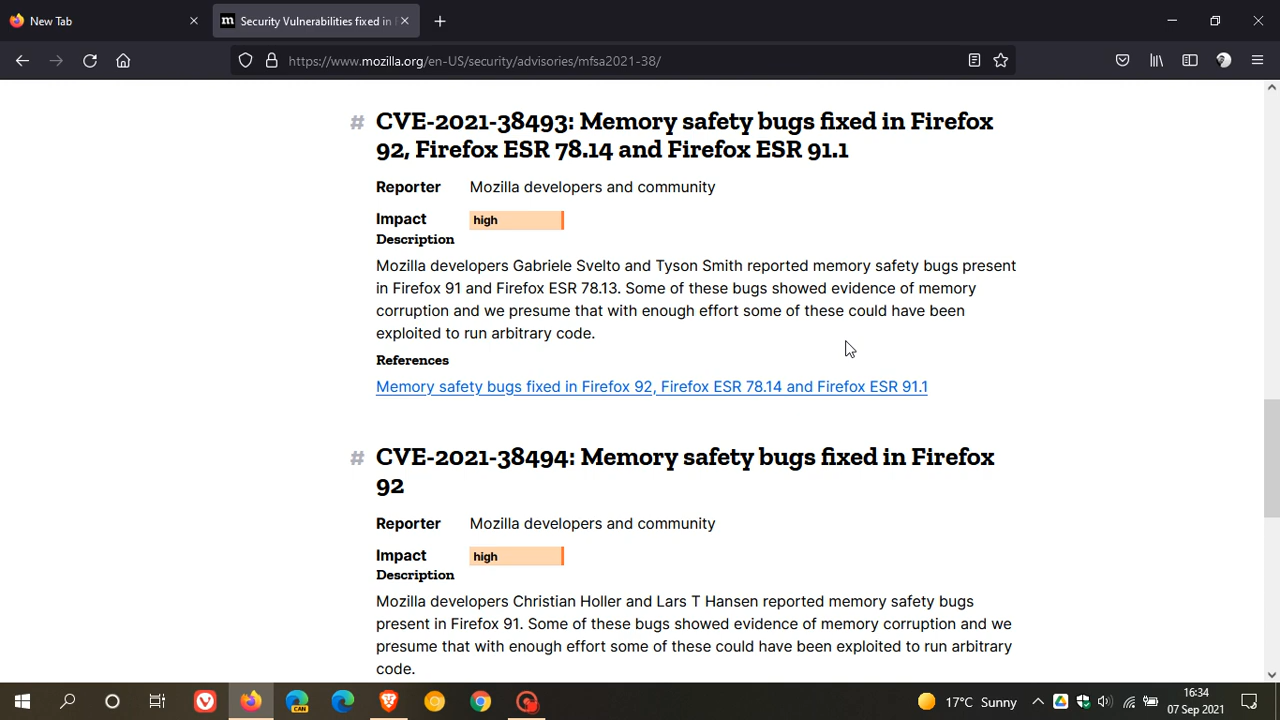 New Tab
m Security Vulnerabilities fixed in
https://www.mozilla.org/en-US/security/advisories/mfsa2021-38/
# CVE-2021-38493: Memory safety bugs fixed in Firefox
92, Firefox ESR 78.14 and Firefox ESR 91.1
Reporter Mozilla developers and community
Impact high
Description
Mozilla developers Gabriele Svelto and Tyson Smith reported memory safety bugs present
in Firefox 91 and Firefox ESR 78.13. Some of these bugs showed evidence of memory
corruption and we presume that with enough effort some of these could have been
exploited to run arbitrary code.
References
Memory safety bugs fixed in Firefox 92, Firefox ESR 78.14 and Firefox ESR 91.1
# CVE-2021-38494: Memory safety bugs fixed in Firefox
92
Reporter Mozilla developers and community
Impact high
Description
Mozilla developers Christian Holler and Lars T Hansen reported memory safety bugs
present in Firefox 91. Some of these bugs showed evidence of memory corruption and we
presume that with enough effort some of these could have been exploited to run arbitrary
code.
CAN
17°C Sunny
16:34
07 Sep 2021